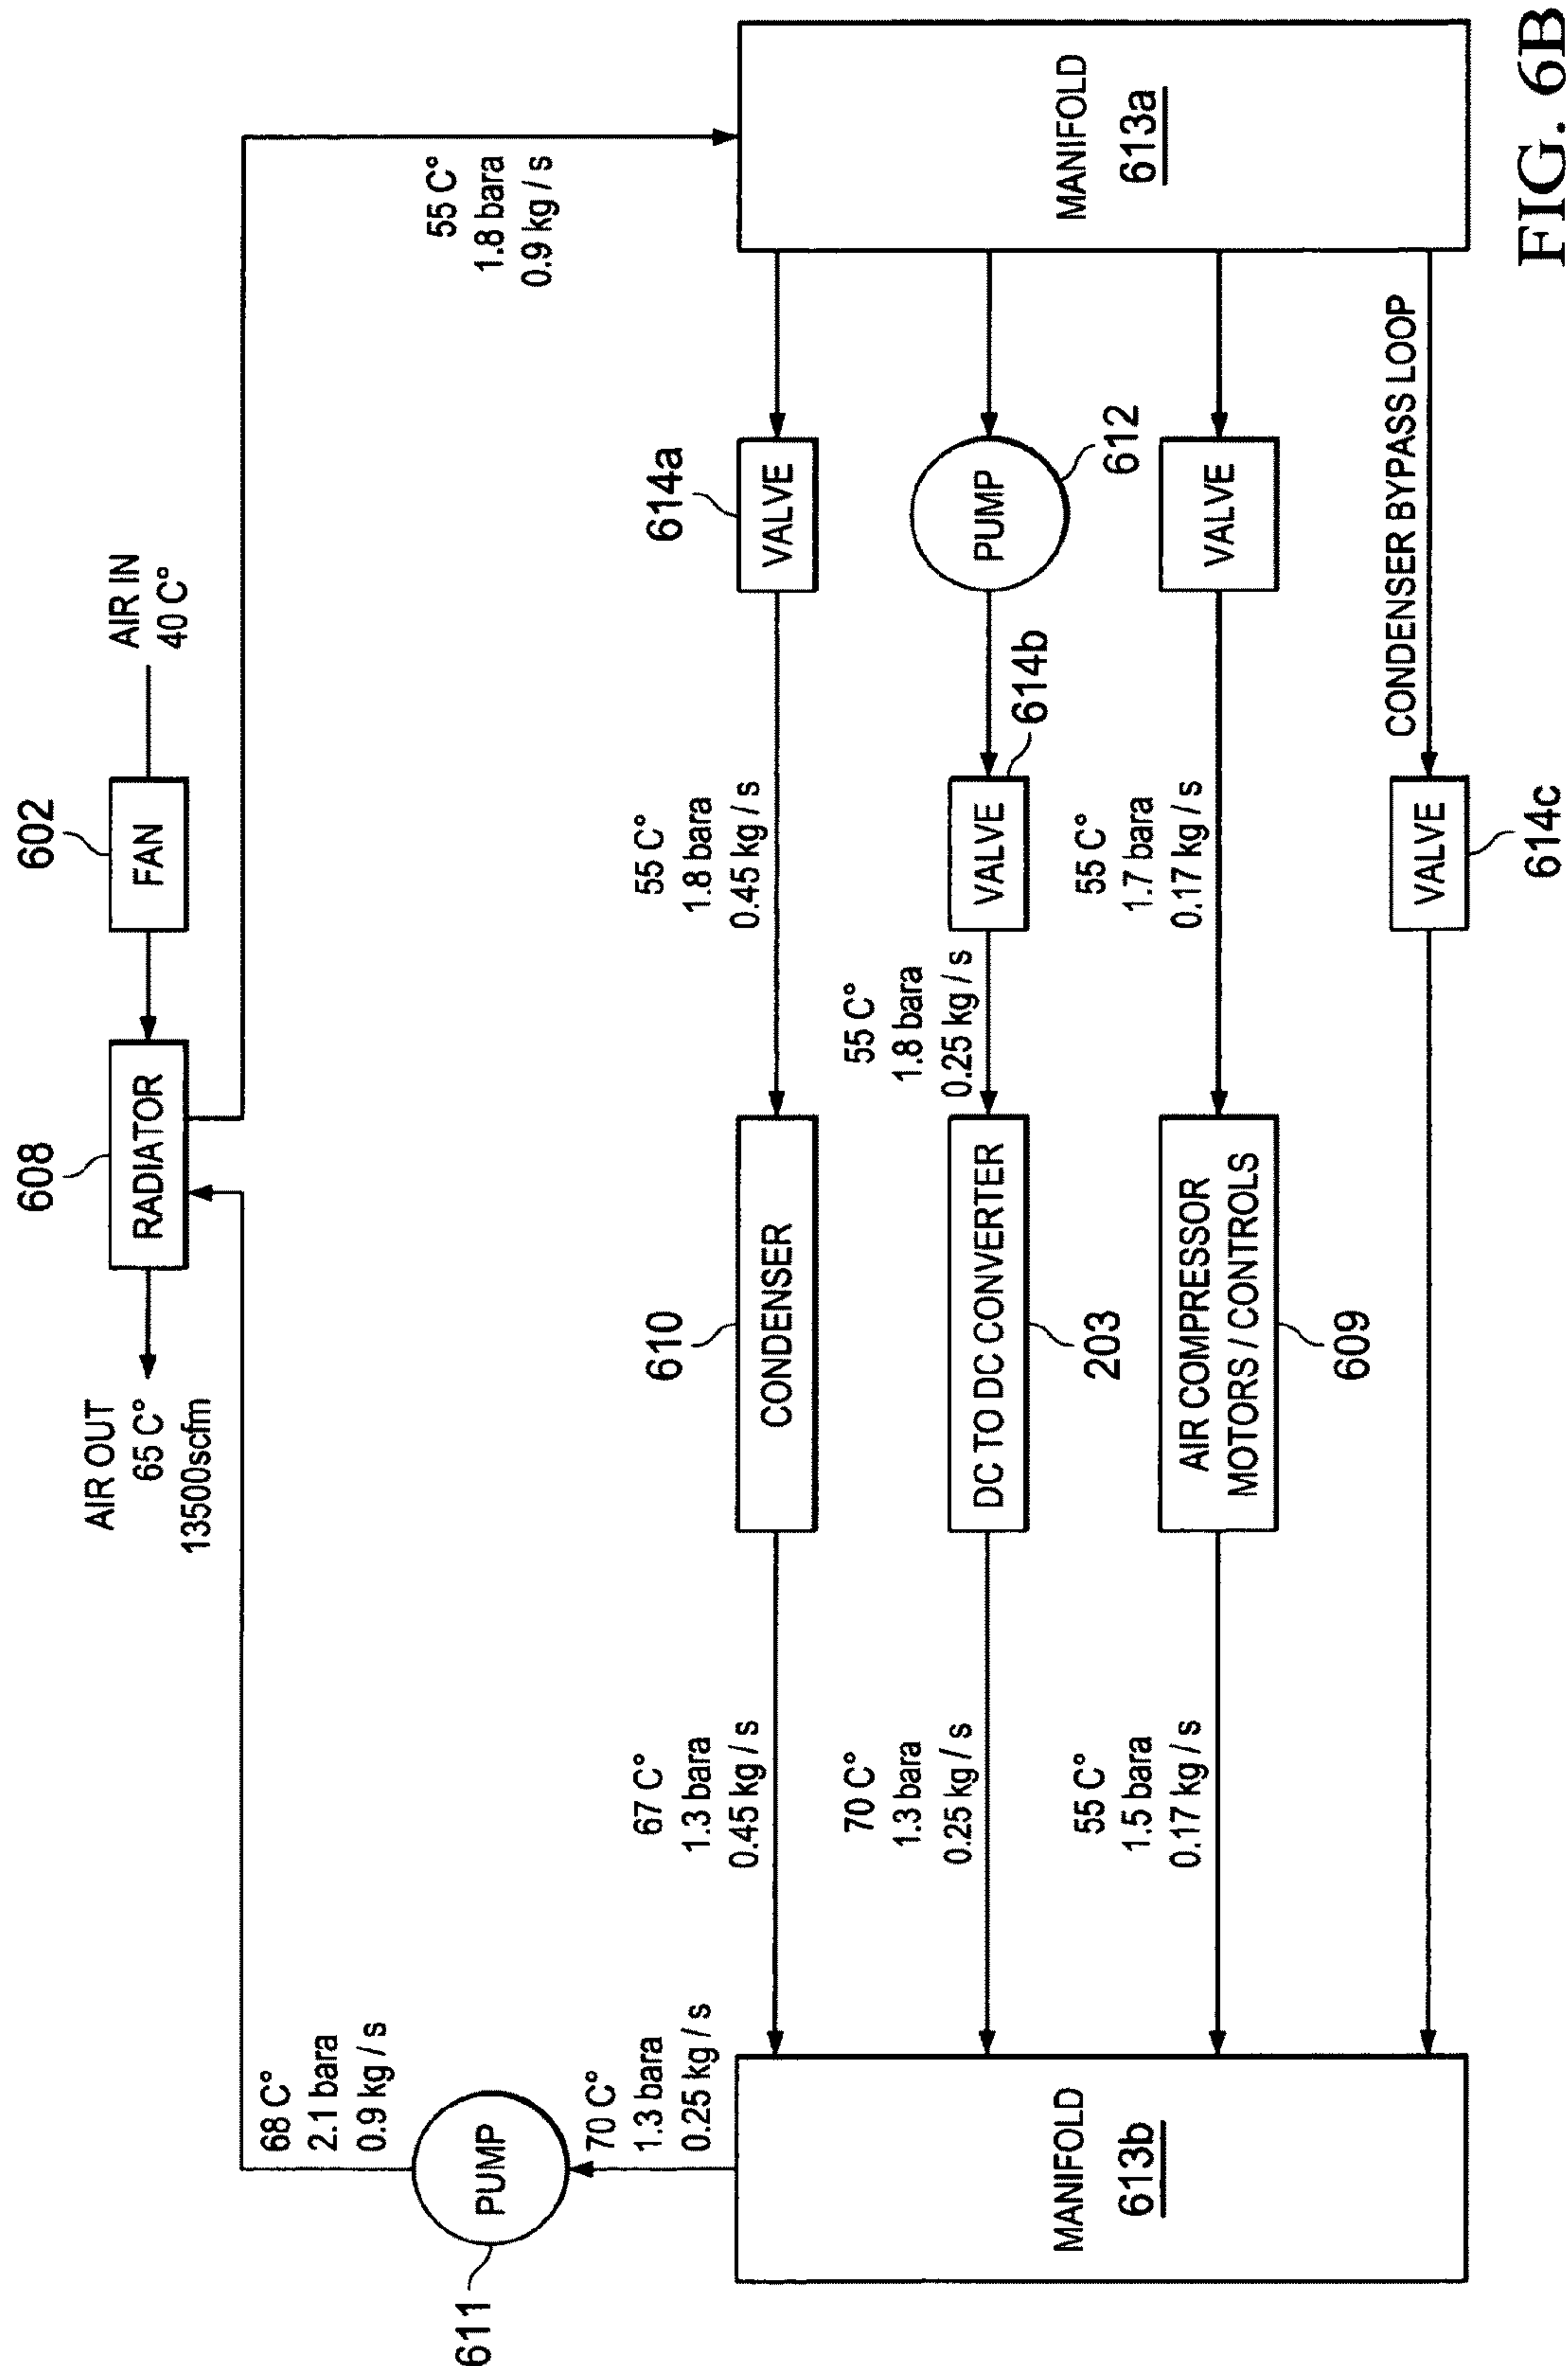 602
FAN
AIR IN
40 C°
608
RADIATOR
AIR OUT
65 C°
13500scfm
55 C°
1.8 bara
0.9 kg / s
68 C°
2.1 bara
0.9 kg / s
PUMP
611
70 C°
1.3 bara
0.25 kg / s
MANIFOLD
613b
MANIFOLD
613a
67 C°
1.3 bara
0.45 kg / s
610
CONDENSER
55 C°
1.8 bara
0.45 kg / s
614a
VALVE
70 C°
1.3 bara
0.25 kg / s
DC TO DC CONVERTER
203
55 C°
1.8 bara
0.25 kg / s
VALVE
614b
PUMP
612
55 C°
1.5 bara
0.17 kg / s
AIR COMPRESSOR
MOTORS / CONTROLS
609
55 C°
1.7 bara
0.17 kg / s
VALVE
CONDENSER BYPASS LOOP
VALVE
614c
FIG. 6B